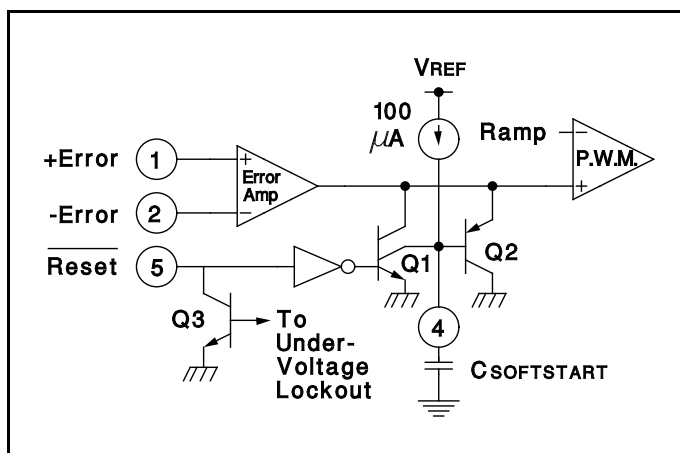 VREF
100
μA
Ramp
P.W.M.
+Error
1
+
Error
Amp
−
+
-Error
2
−
Reset
5
Q1
Q2
Q3
To
Under-
Voltage
Lockout
4
CSOFTSTART